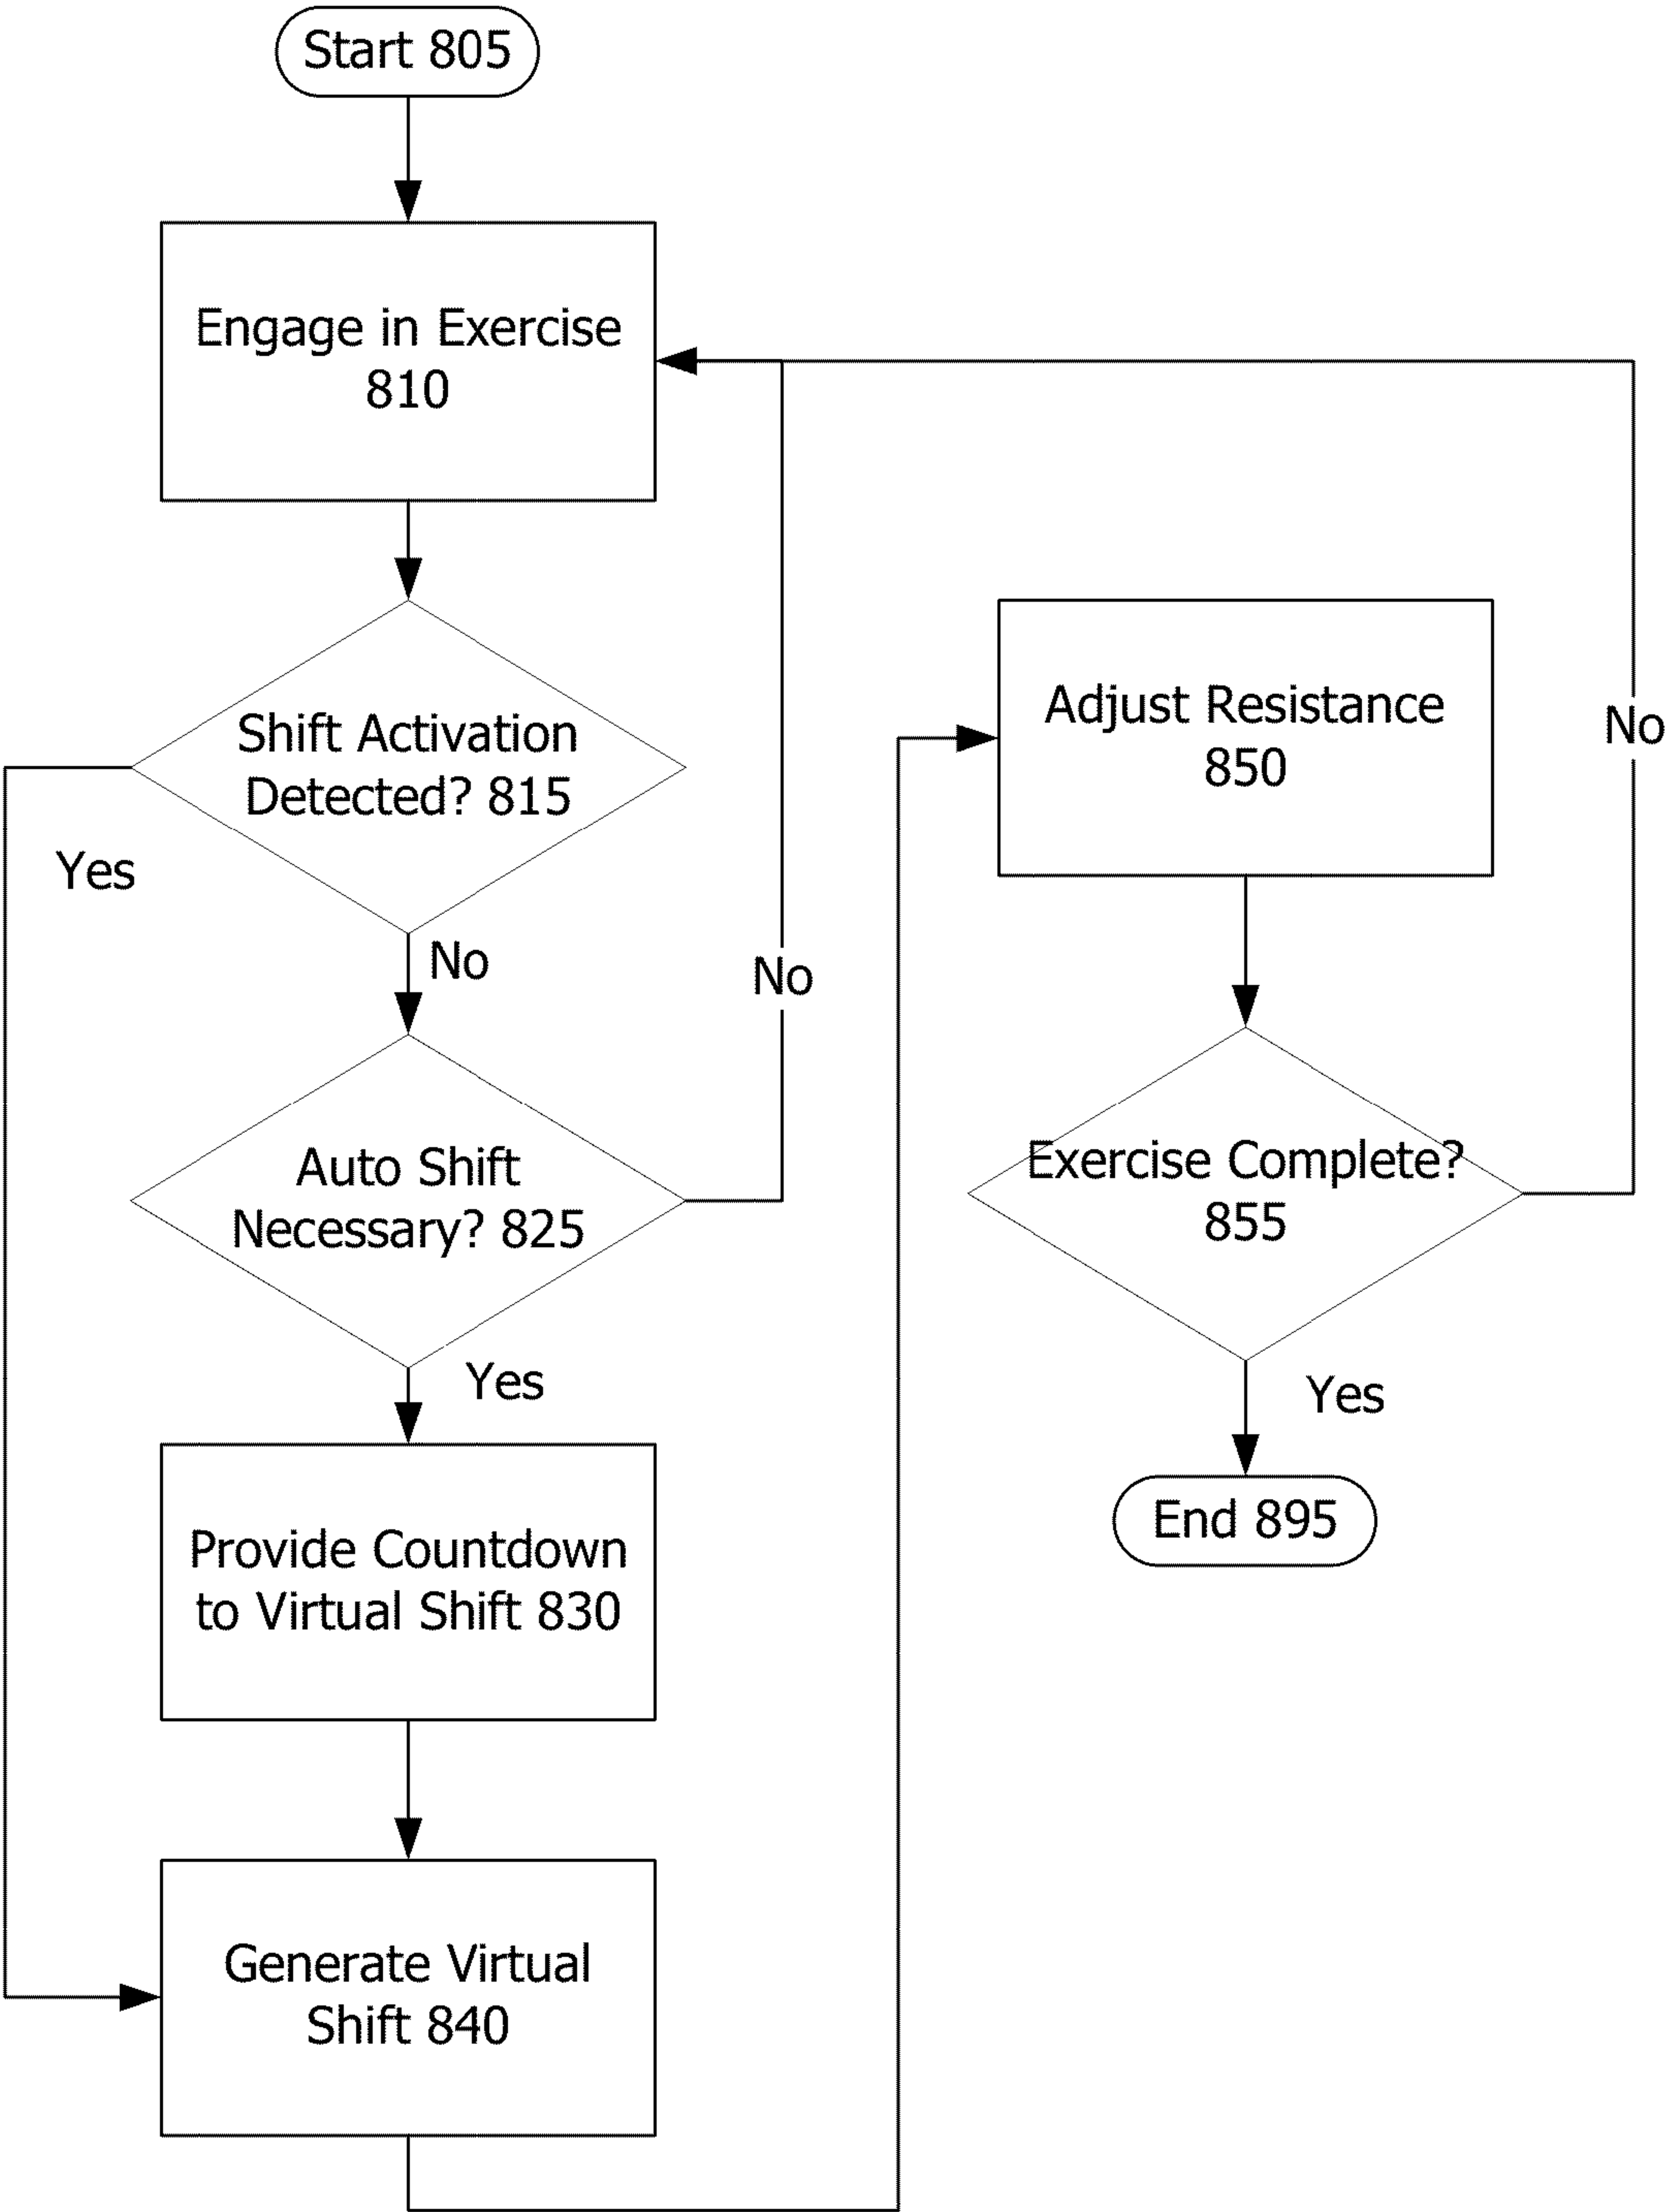 Start 805
Engage in Exercise
810
Shift Activation
Detected? 815
Yes
No
Auto Shift
Necessary? 825
No
Yes
Provide Countdown
to Virtual Shift 830
Generate Virtual
Shift 840
Adjust Resistance
850
No
Exercise Complete?
855
Yes
End 895